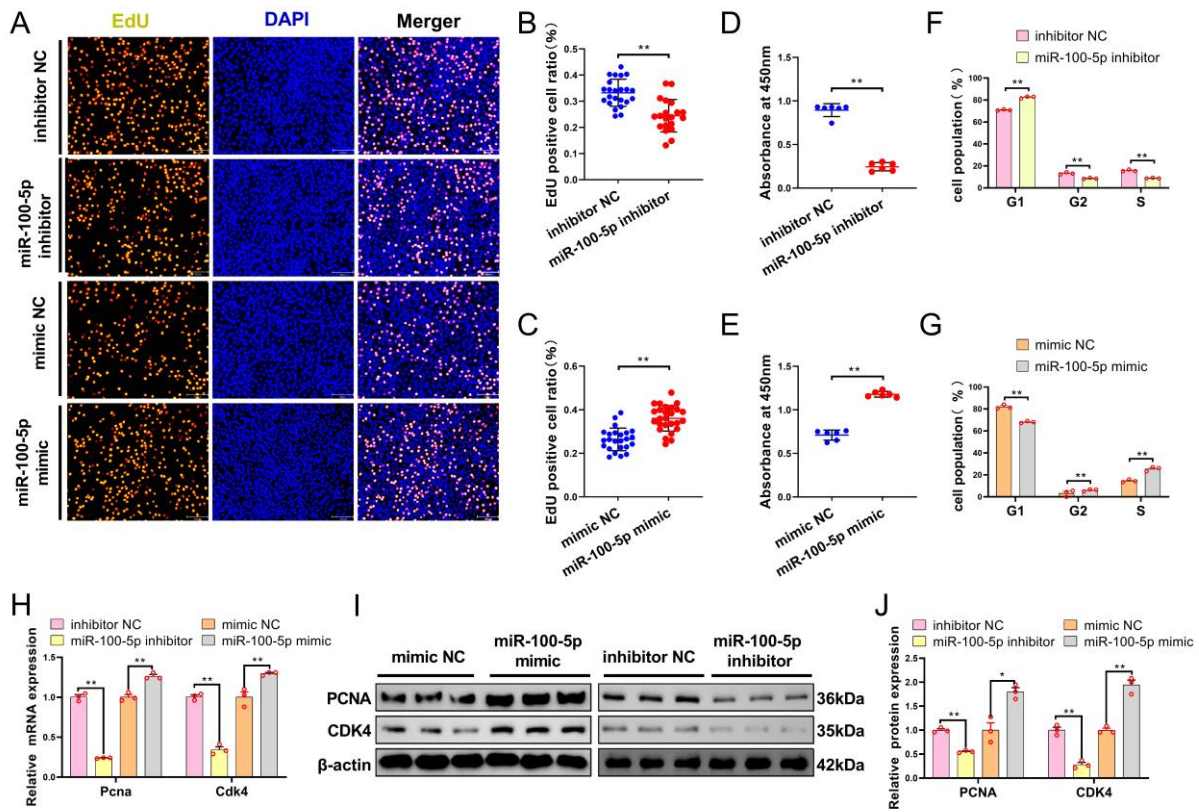 A
EdU
DAPI
Merger
inhibitor NC
miR-100-5p
inhibitor
mimic NC
miR-100-5p
mimic
B
EdU positive cell ratio(%)
0.6
0.4
0.2
0.0
**
inhibitor NC
miR-100-5p inhibitor
C
EdU positive cell ratio(%)
0.6
0.4
0.2
0.0
**
mimic NC
miR-100-5p mimic
D
Absorbance at 450nm
1.5
1.0
0.5
0.0
**
inhibitor NC
miR-100-5p inhibitor
E
Absorbance at 450nm
1.5
1.0
0.5
0.0
**
mimic NC
miR-100-5p mimic
F
inhibitor NC
miR-100-5p inhibitor
cell population( %)
100
80
60
40
20
0
**
**
**
G1
G2
S
G
mimic NC
miR-100-5p mimic
cell population( %)
100
80
60
40
20
0
**
**
**
G1
G2
S
H
inhibitor NC
mimic NC
miR-100-5p inhibitor
miR-100-5p mimic
Relative mRNA expression
1.5
1.0
0.5
0.0
**
**
**
**
Pcna
Cdk4
I
mimic NC
miR-100-5p
mimic
inhibitor NC
miR-100-5p
inhibitor
PCNA
36kDa
CDK4
35kDa
β-actin
42kDa
J
inhibitor NC
mimic NC
miR-100-5p inhibitor
miR-100-5p mimic
Relative protein expression
2.5
2.0
1.5
1.0
0.5
0.0
**
*
**
**
PCNA
CDK4